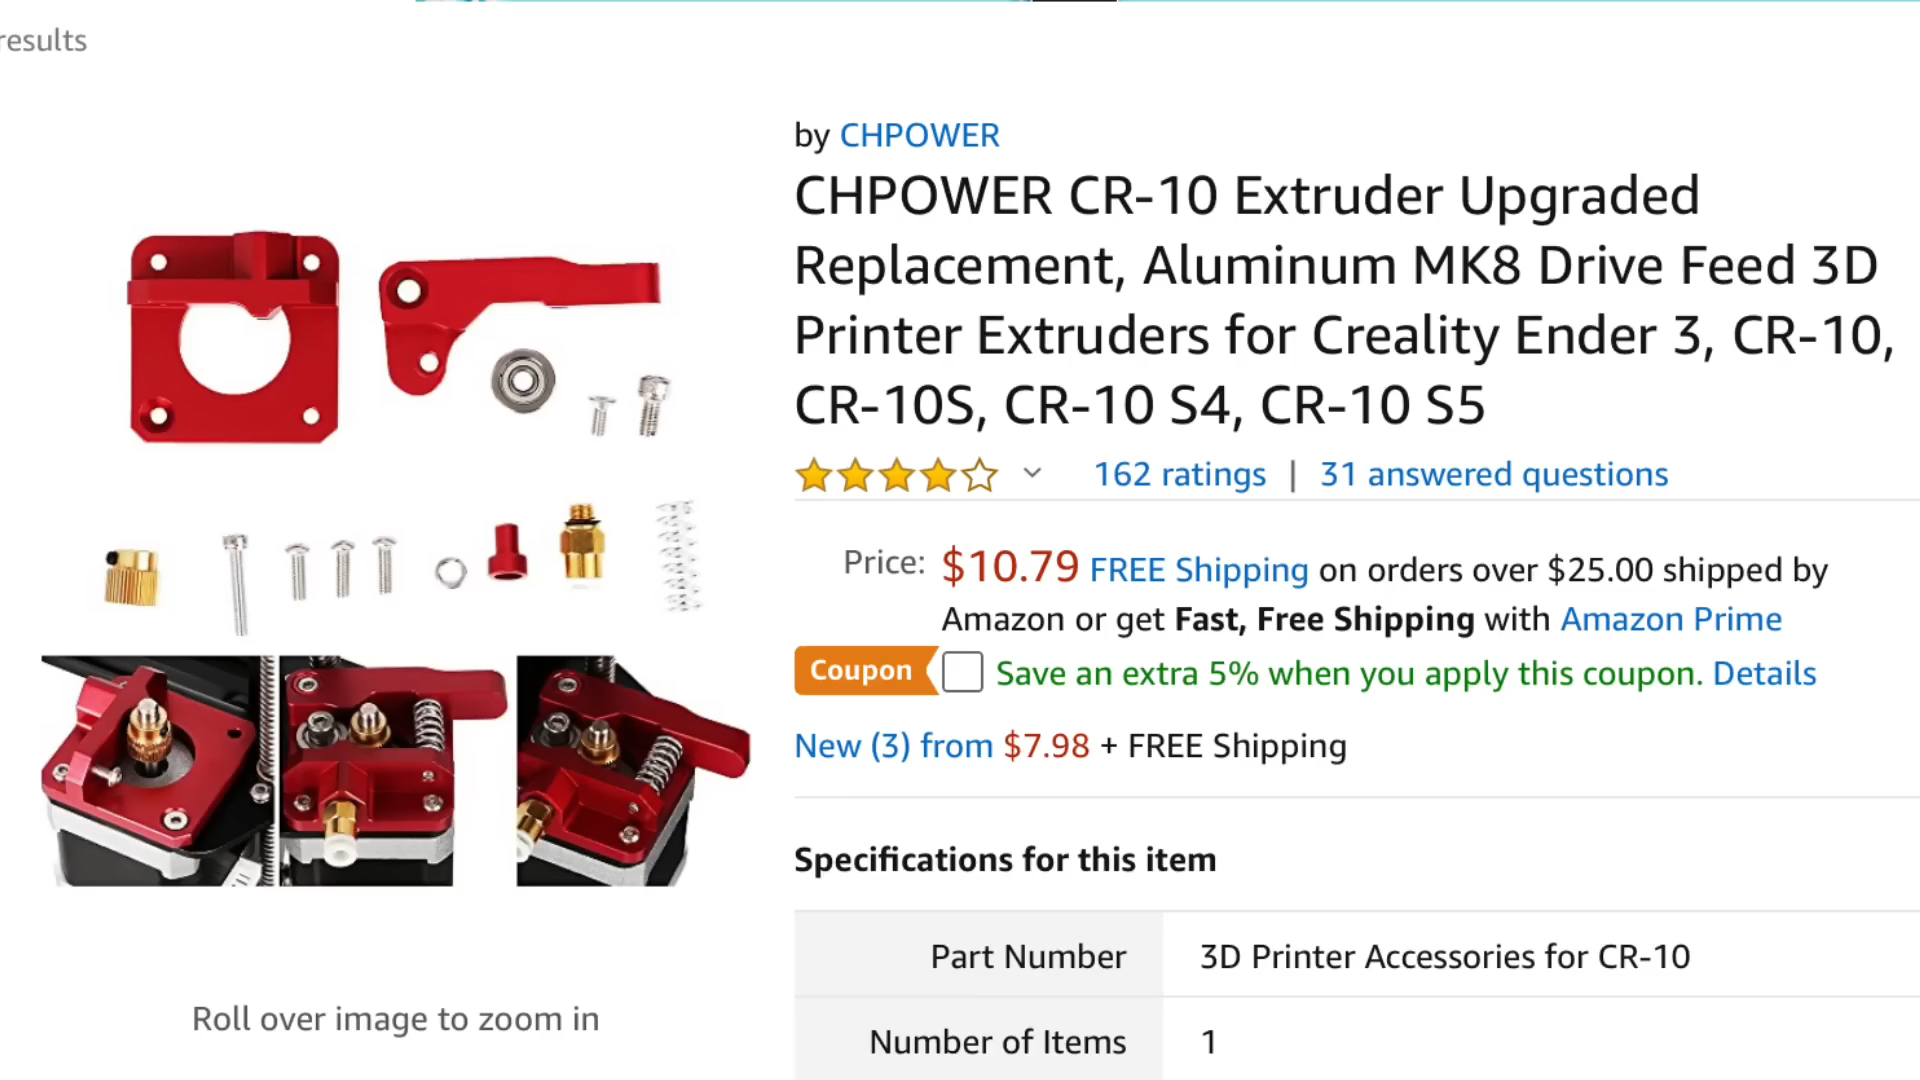 results
by CHPOWER
CHPOWER CR-10 Extruder Upgraded
Replacement, Aluminum MK8 Drive Feed 3D
Printer Extruders for Creality Ender 3, CR-10,
CR-10S, CR-10 S4, CR-10 S5
162 ratings | 31 answered questions
Price: $10.79 FREE Shipping on orders over $25.00 shipped by
Amazon or get Fast, Free Shipping with Amazon Prime
Coupon Save an extra 5% when you apply this coupon. Details
New (3) from $7.98 + FREE Shipping
Specifications for this item
Part Number 3D Printer Accessories for CR-10
Number of Items 1
Roll over image to zoom in